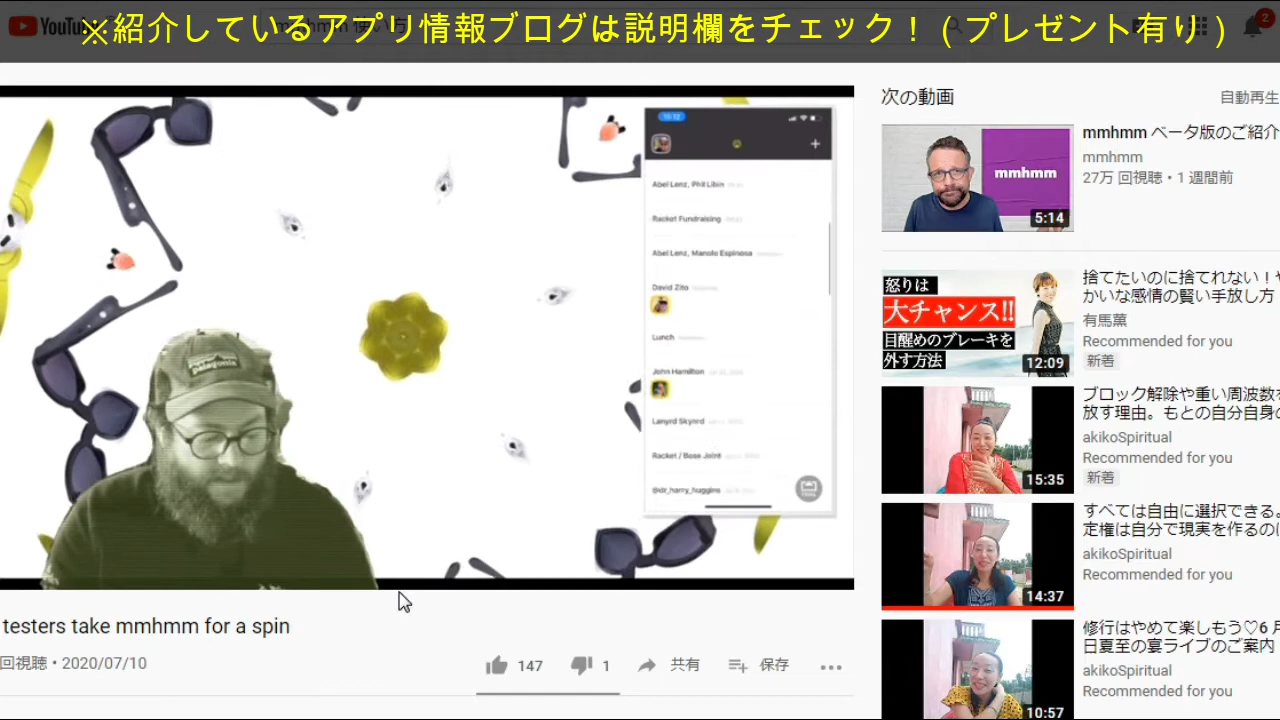 ※紹介しているアプリ情報ブログは説明欄をチェック！（プレゼント有り）
2
次の動画
自動再生
15:12
patagonia
Abel Lenz, Phil Libin
Racket Fundraising
Abel Lenz, Manolo Espinosa
David Zito
Lunch
John Hamilton
Lanyrd Skynrd
Racket / Bose Joint
@dr_harry_huggins
mmhmm
5:14
mmhmm ベータ版のご紹介
mmhmm
27万 回視聴・1 週間前
怒りは
大チャンス!!
目醒めのブレーキを
外す方法
12:09
捨てたいのに捨てれない！
かいな感情の賢い手放し方
有馬薫
Recommended for you
新着
15:35
ブロック解除や重い周波数を
放す理由。もとの自分自身の
akikoSpiritual
Recommended for you
新着
14:37
すべては自由に選択できる。
定権は自分で現実を作るの
akikoSpiritual
Recommended for you
10:57
修行はやめて楽しもう♡6月
日夏至の宴ライブのご案内
akikoSpiritual
Recommended for you
testers take mmhmm for a spin
回視聴・2020/07/10
147
1
共有
保存